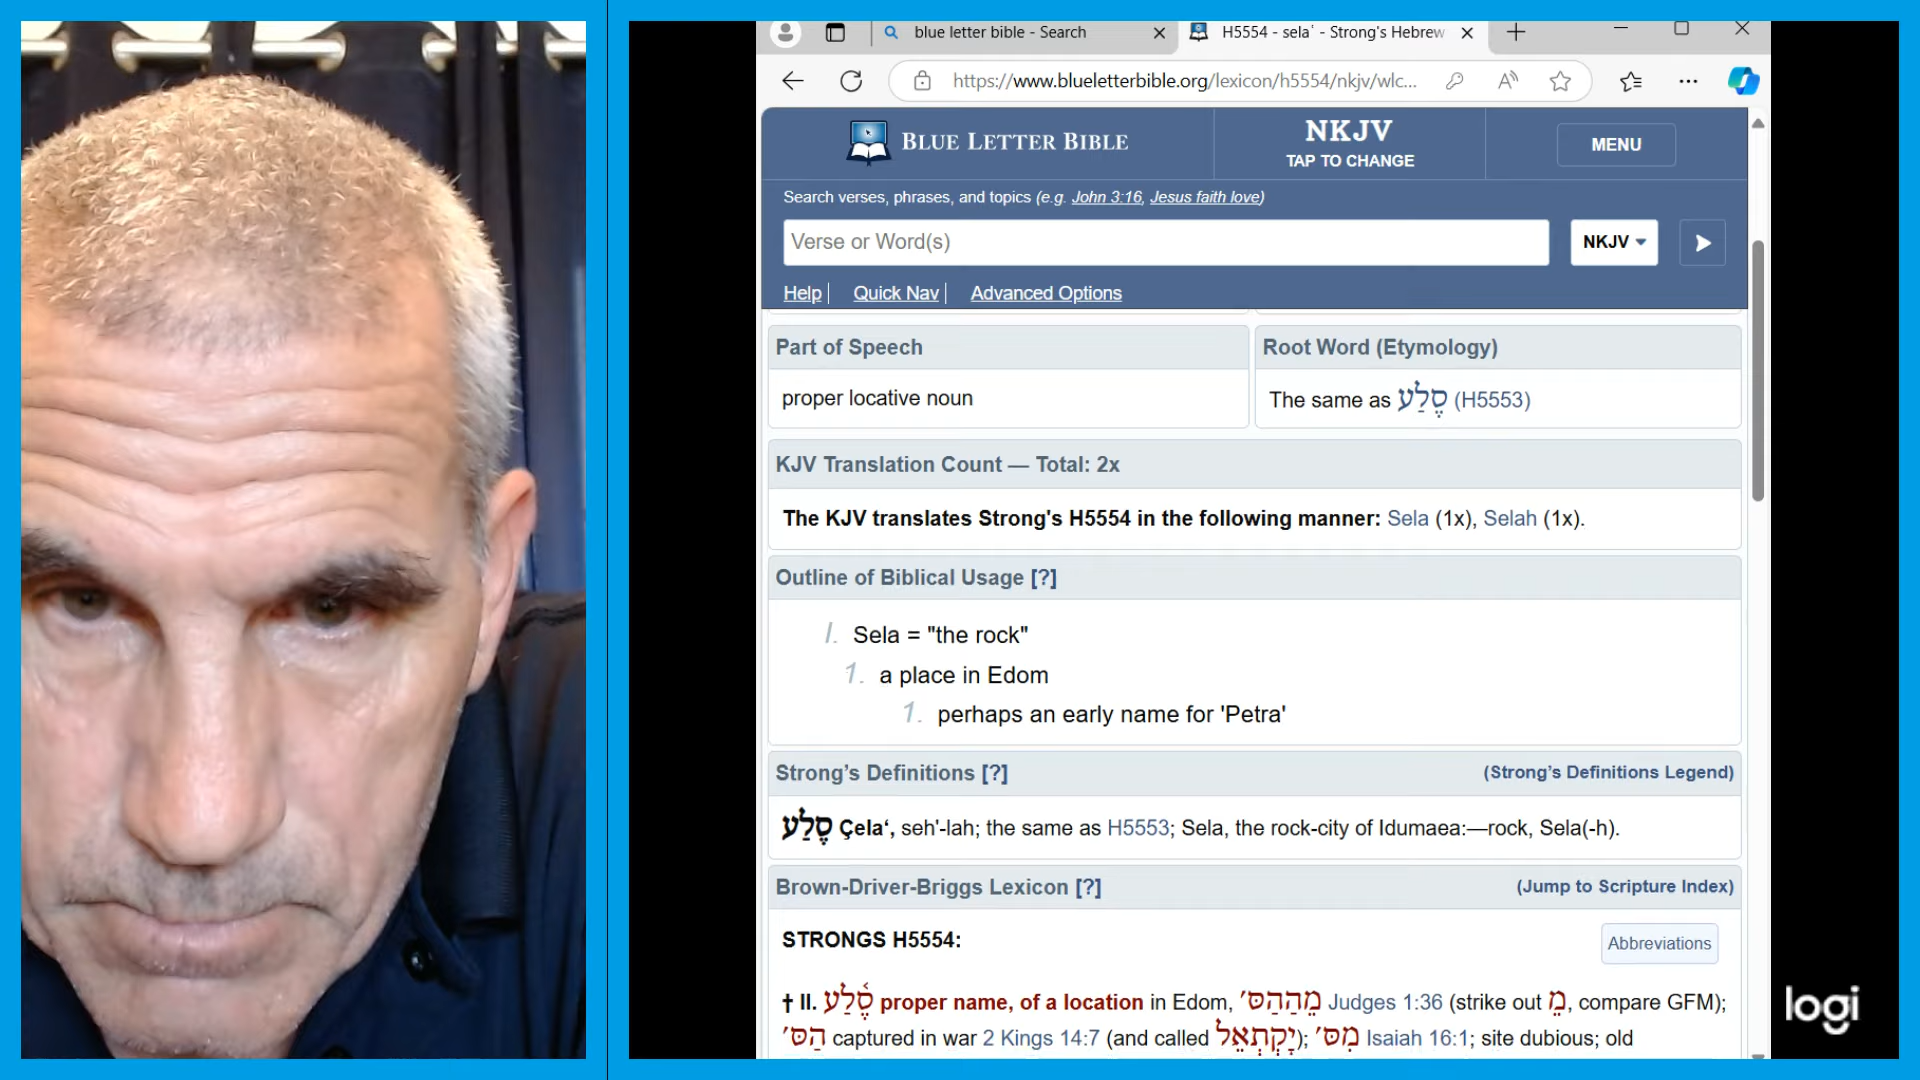 blue letter bible - Search
H5554 - selaʿ - Strong's Hebrew
https://www.blueletterbible.org/lexicon/h5554/nkjv/wlc...
BLUE LETTER BIBLE
NKJV
TAP TO CHANGE
MENU
Search verses, phrases, and topics (e.g. John 3:16, Jesus faith love)
Verse or Word(s)
NKJV
Help
Quick Nav
Advanced Options
Part of Speech
Root Word (Etymology)
proper locative noun
The same as סֶלַע (H5553)
KJV Translation Count — Total: 2x
The KJV translates Strong's H5554 in the following manner: Sela (1x), Selah (1x).
Outline of Biblical Usage [?]
I. Sela = "the rock"
1. a place in Edom
1. perhaps an early name for 'Petra'
Strong's Definitions [?]
(Strong's Definitions Legend)
סֶלַע Çelaʻ, seh'-lah; the same as H5553; Sela, the rock-city of Idumaea:—rock, Sela(-h).
Brown-Driver-Briggs Lexicon [?]
(Jump to Scripture Index)
STRONGS H5554:
Abbreviations
† II. סֶ֫לַע proper name, of a location in Edom, מֵהַהַסּ׳ Judges 1:36 (strike out מֵ, compare GFM);
הַסּ׳ captured in war 2 Kings 14:7 (and called יָקְתְאֵל); מִסּ׳ Isaiah 16:1; site dubious; old
logi